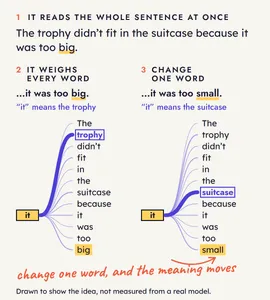 1 IT READS THE WHOLE SENTENCE AT ONCE
The trophy didn't fit in the suitcase because it
was too big.
2 IT WEIGHS
EVERY WORD
...it was too big.
"it" means the trophy
The
trophy
didn't
fit
in
the
suitcase
because
it
it
was
too
big
3 CHANGE
ONE WORD
...it was too small.
"it" means the suitcase
The
trophy
didn't
fit
in
the
suitcase
because
it
it
was
too
small
change one word, and the meaning moves
Drawn to show the idea, not measured from a real model.